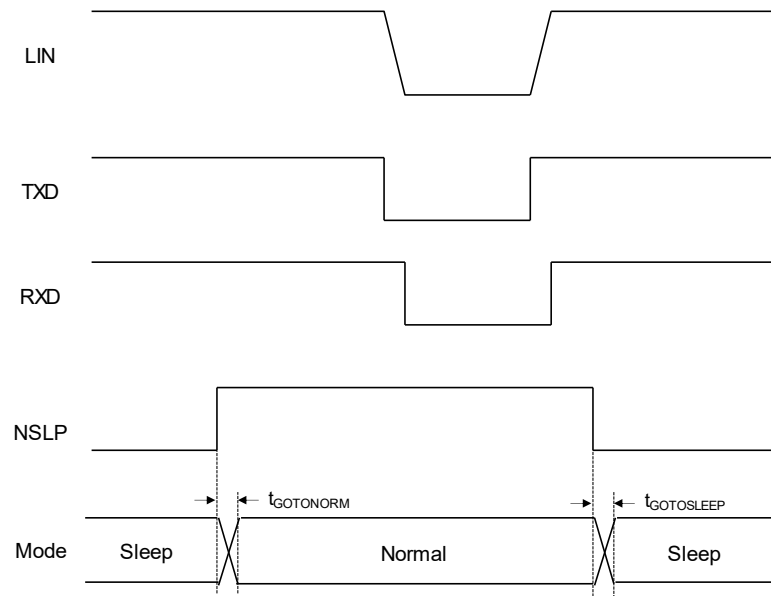 LIN
TXD
RXD
NSLP
tGOTONORM
tGOTOSLEEP
Mode
Sleep
Normal
Sleep